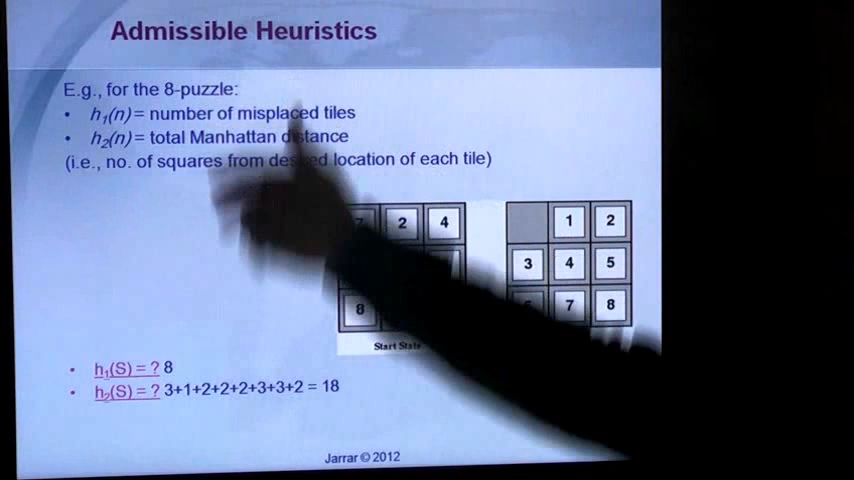 Admissible Heuristics
E.g., for the 8-puzzle:
• h1(n) = number of misplaced tiles
• h2(n) = total Manhattan distance
(i.e., no. of squares from desired location of each tile)
7 2 4
1 2
3 4 5
8
7 8
Start State
• h1(S) = ? 8
• h2(S) = ? 3+1+2+2+2+3+3+2 = 18
Jarrar © 2012